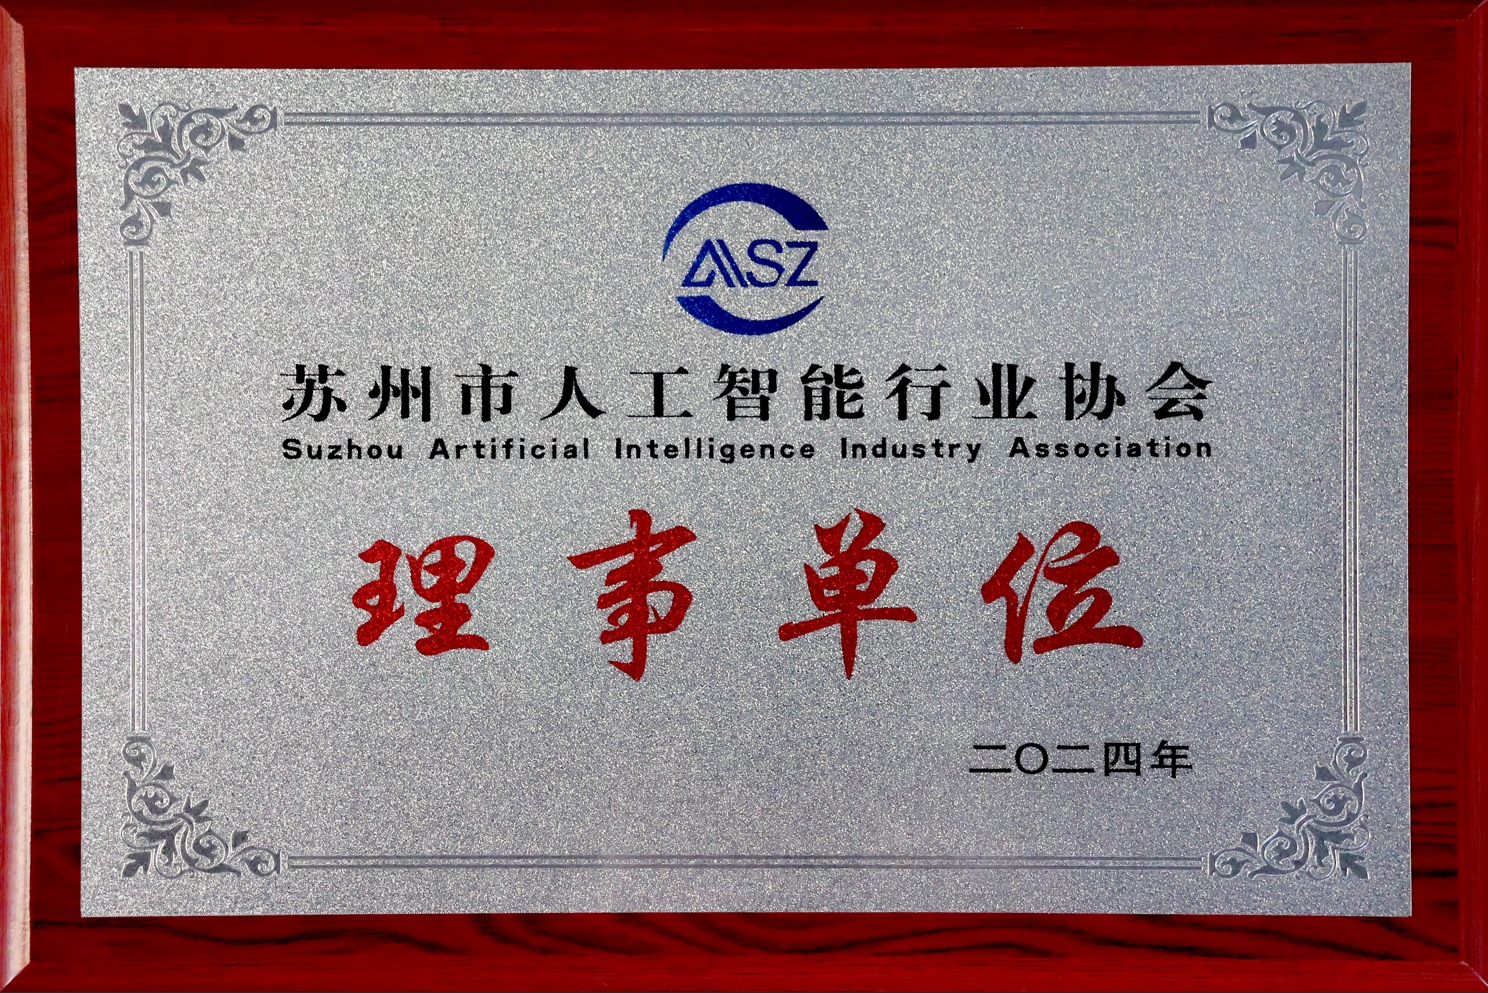 AISZ
苏州市人工智能行业协会
Suzhou Artificial Intelligence Industry Association
理事单位
二〇二四年